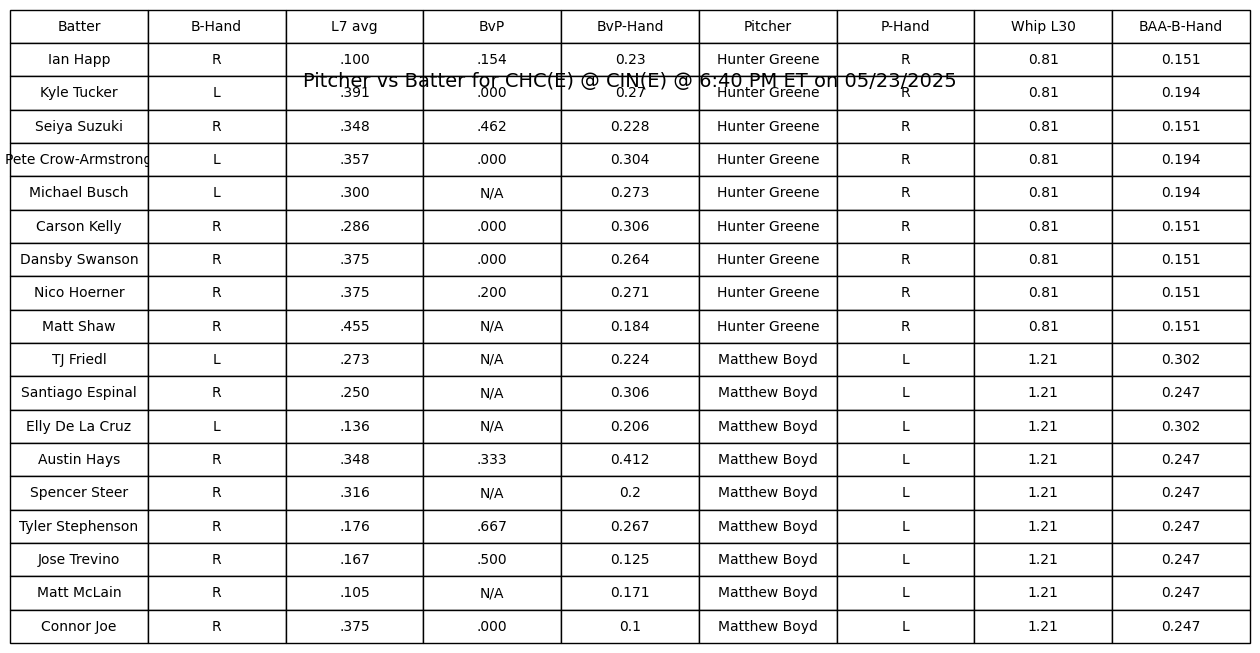 Batter B-Hand L7 avg BvP BvP-Hand Pitcher P-Hand Whip L30 BAA-B-Hand
Ian Happ R .100 .154 0.23 Hunter Greene R 0.81 0.151
Pitcher vs Batter for CHC(E) @ CIN(E) @ 6:40 PM ET on 05/23/2025
Kyle Tucker L .391 .000 0.27 Hunter Greene R 0.81 0.194
Seiya Suzuki R .348 .462 0.228 Hunter Greene R 0.81 0.151
Pete Crow-Armstrong L .357 .000 0.304 Hunter Greene R 0.81 0.194
Michael Busch L .300 N/A 0.273 Hunter Greene R 0.81 0.194
Carson Kelly R .286 .000 0.306 Hunter Greene R 0.81 0.151
Dansby Swanson R .375 .000 0.264 Hunter Greene R 0.81 0.151
Nico Hoerner R .375 .200 0.271 Hunter Greene R 0.81 0.151
Matt Shaw R .455 N/A 0.184 Hunter Greene R 0.81 0.151
TJ Friedl L .273 N/A 0.224 Matthew Boyd L 1.21 0.302
Santiago Espinal R .250 N/A 0.306 Matthew Boyd L 1.21 0.247
Elly De La Cruz L .136 N/A 0.206 Matthew Boyd L 1.21 0.302
Austin Hays R .348 .333 0.412 Matthew Boyd L 1.21 0.247
Spencer Steer R .316 N/A 0.2 Matthew Boyd L 1.21 0.247
Tyler Stephenson R .176 .667 0.267 Matthew Boyd L 1.21 0.247
Jose Trevino R .167 .500 0.125 Matthew Boyd L 1.21 0.247
Matt McLain R .105 N/A 0.171 Matthew Boyd L 1.21 0.247
Connor Joe R .375 .000 0.1 Matthew Boyd L 1.21 0.247